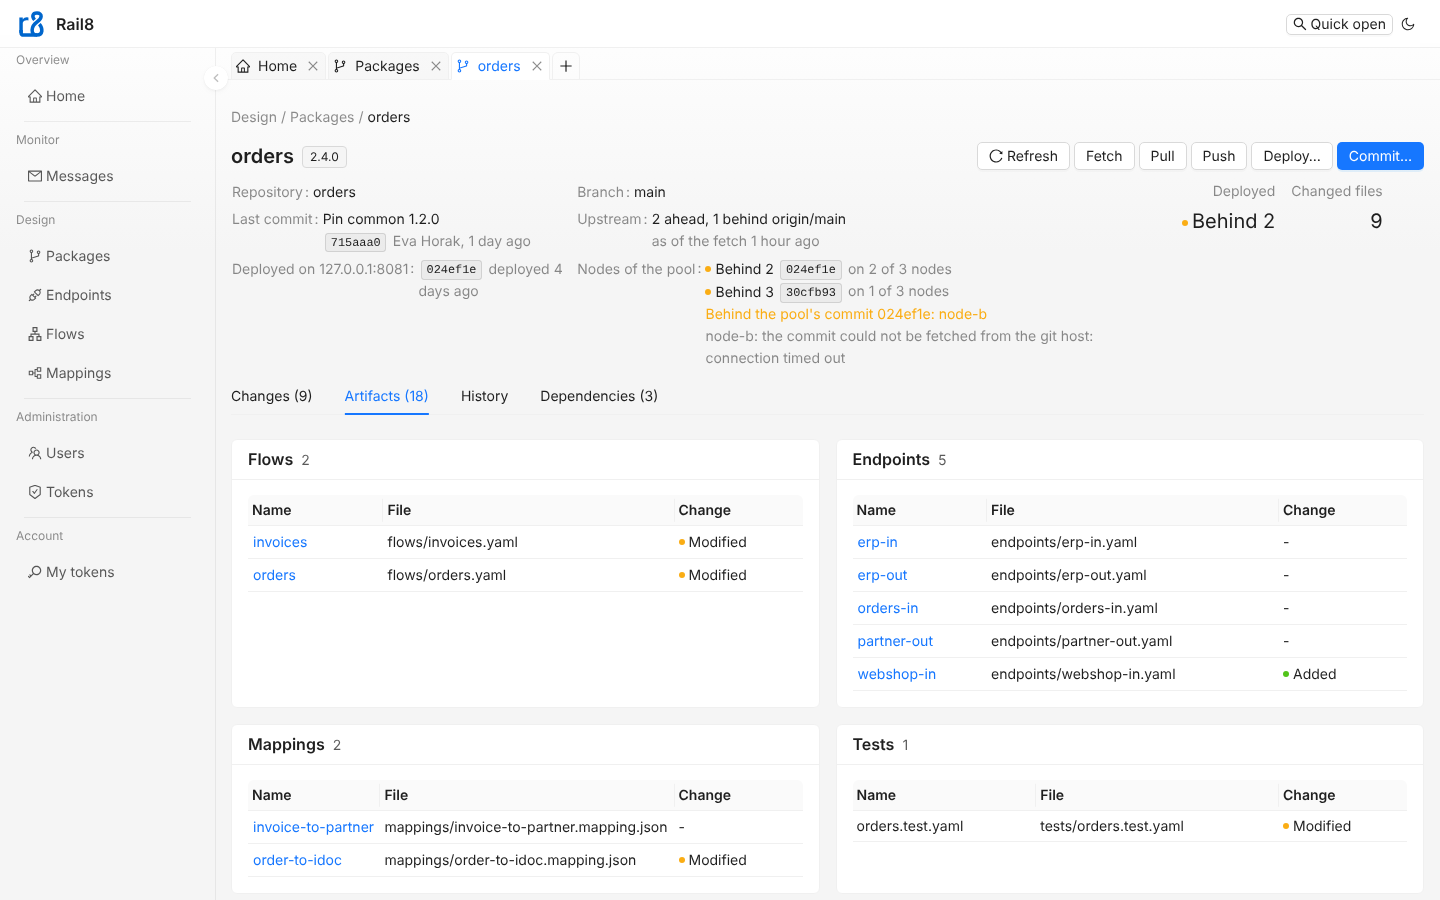 r8 Rail8
Quick open
Overview
Home
Monitor
Messages
Design
Packages
Endpoints
Flows
Mappings
Administration
Users
Tokens
Account
My tokens
Home
Packages
orders
Design / Packages / orders
orders 2.4.0
Refresh Fetch Pull Push Deploy... Commit...
Repository: orders
Branch: main
Deployed Changed files
Behind 2 9
Last commit: Pin common 1.2.0
715aaa0 Eva Horak, 1 day ago
Upstream: 2 ahead, 1 behind origin/main
as of the fetch 1 hour ago
Deployed on 127.0.0.1:8081: 024ef1e deployed 4
days ago
Nodes of the pool: Behind 2 024ef1e on 2 of 3 nodes
Behind 3 30cfb93 on 1 of 3 nodes
Behind the pool's commit 024ef1e: node-b
node-b: the commit could not be fetched from the git host:
connection timed out
Changes (9) Artifacts (18) History Dependencies (3)
Flows 2
Name File Change
invoices flows/invoices.yaml Modified
orders flows/orders.yaml Modified
Endpoints 5
Name File Change
erp-in endpoints/erp-in.yaml -
erp-out endpoints/erp-out.yaml -
orders-in endpoints/orders-in.yaml -
partner-out endpoints/partner-out.yaml -
webshop-in endpoints/webshop-in.yaml Added
Mappings 2
Name File Change
invoice-to-partner mappings/invoice-to-partner.mapping.json -
order-to-idoc mappings/order-to-idoc.mapping.json Modified
Tests 1
Name File Change
orders.test.yaml tests/orders.test.yaml Modified